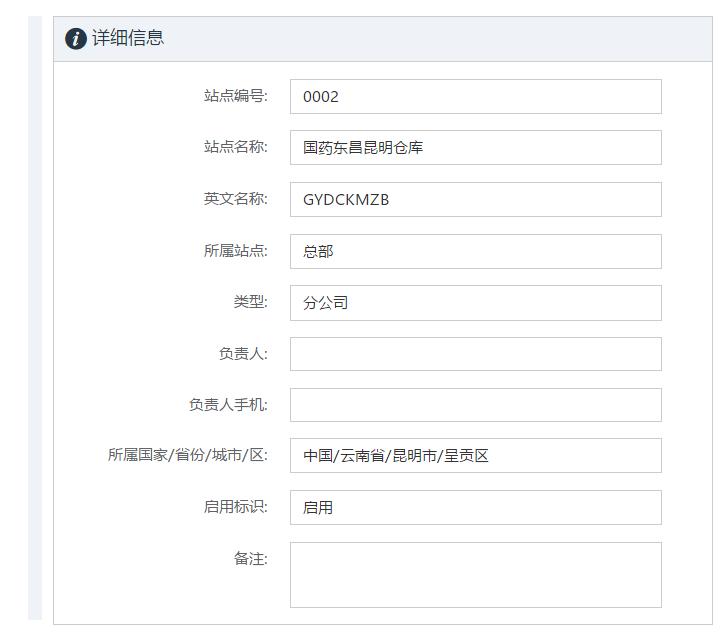 详细信息
站点编号: 0002
站点名称: 国药东昌昆明仓库
英文名称: GYDCKMZB
所属站点: 总部
类型: 分公司
负责人:
负责人手机:
所属国家/省份/城市/区: 中国/云南省/昆明市/呈贡区
启用标识: 启用
备注: